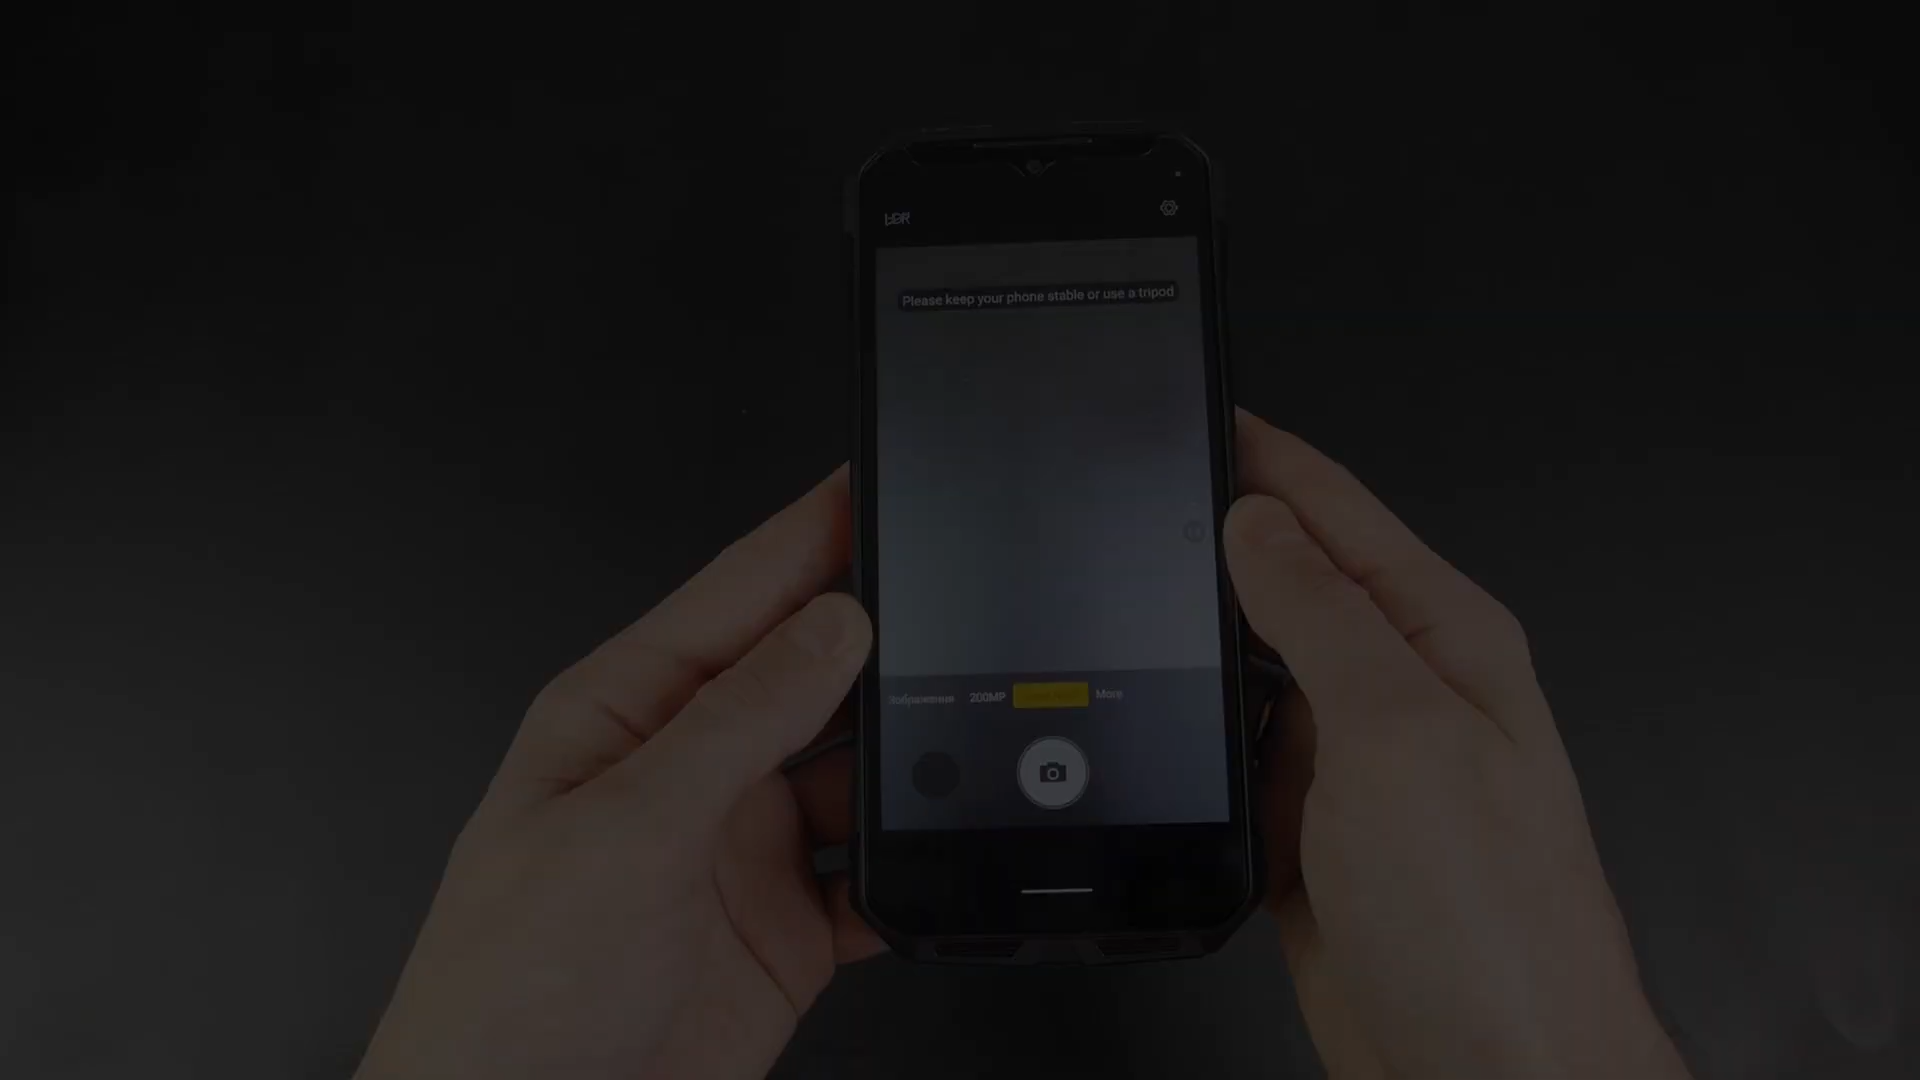 HDR
Please keep your phone stable or use a tripod
Зображення 200MP More